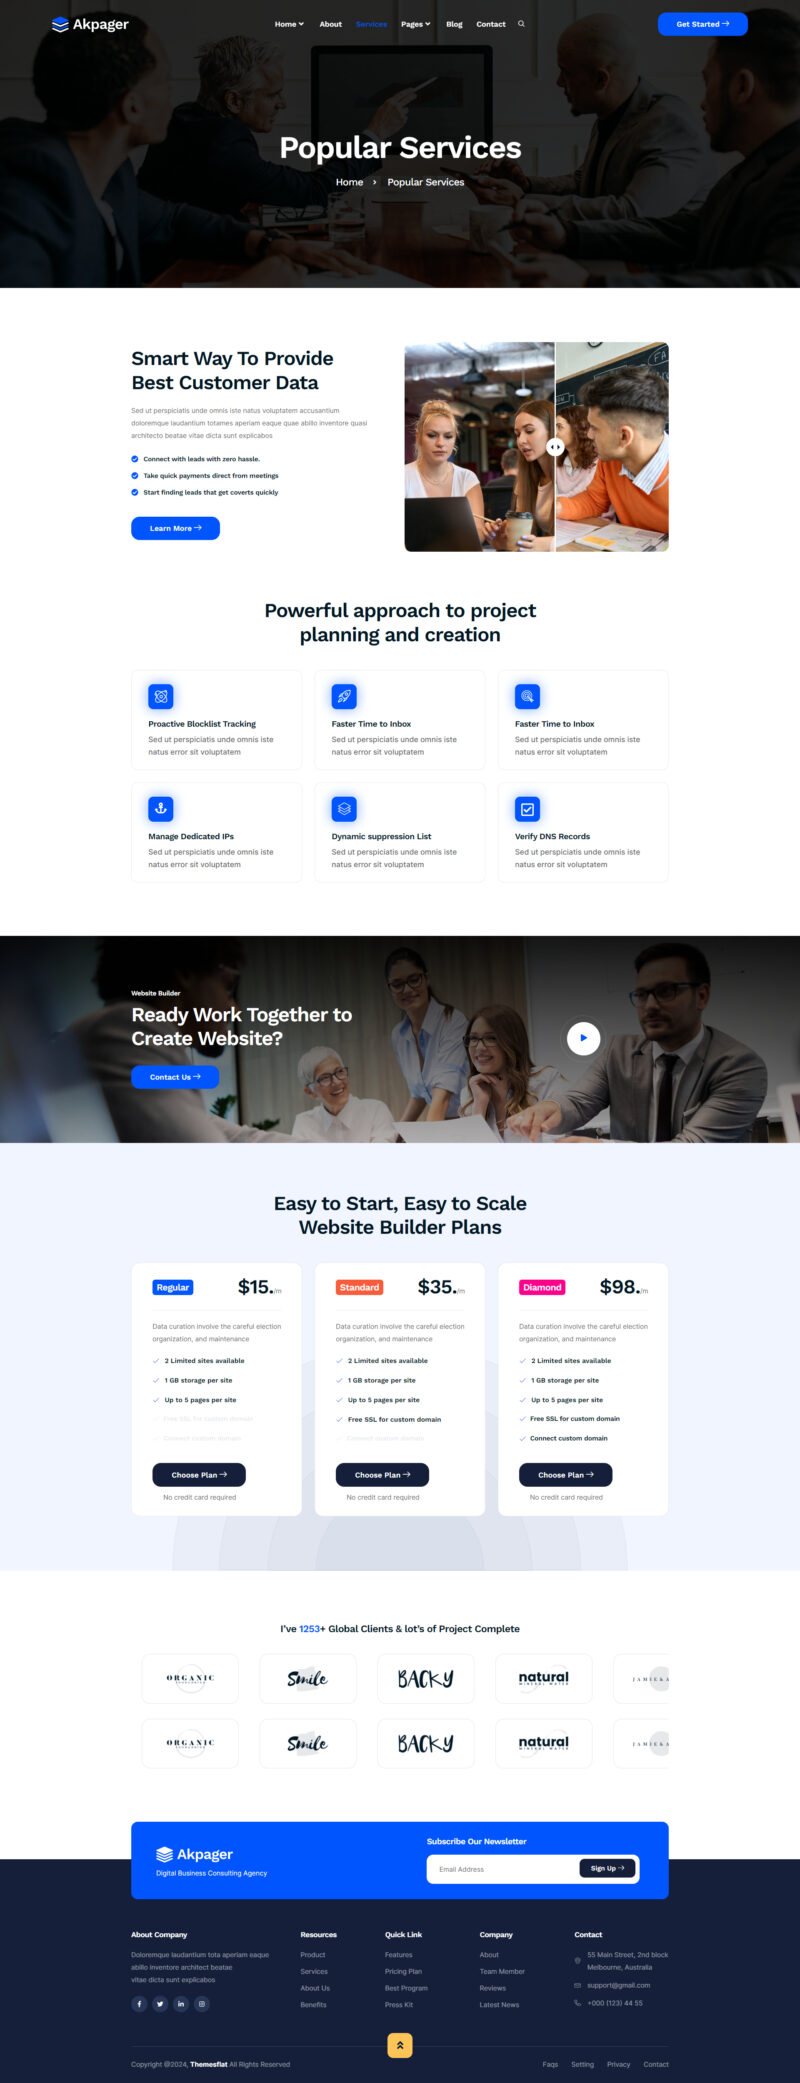 Akpager
Home
About
Services
Pages
Blog
Contact
Get Started
Popular Services
Home
Popular Services
Smart Way To Provide
Best Customer Data
Sed ut perspiciatis unde omnis iste natus voluptatem accusantium
doloremque laudantium totames aperiam eaque quae abillo inventore quasi
architecto beatae vitae dicta sunt explicabos
Connect with leads with zero hassle.
Take quick payments direct from meetings
Start finding leads that get coverts quickly
Learn More
Powerful approach to project
planning and creation
Proactive Blocklist Tracking
Sed ut perspiciatis unde omnis iste
natus error sit voluptatem
Faster Time to Inbox
Sed ut perspiciatis unde omnis iste
natus error sit voluptatem
Faster Time to Inbox
Sed ut perspiciatis unde omnis iste
natus error sit voluptatem
Manage Dedicated IPs
Sed ut perspiciatis unde omnis iste
natus error sit voluptatem
Dynamic suppression List
Sed ut perspiciatis unde omnis iste
natus error sit voluptatem
Verify DNS Records
Sed ut perspiciatis unde omnis iste
natus error sit voluptatem
Website Builder
Ready Work Together to
Create Website?
Contact Us
Easy to Start, Easy to Scale
Website Builder Plans
Regular
$15./m
Data curation involve the careful election
organization, and maintenance
2 Limited sites available
1 GB storage per site
Up to 5 pages per site
Free SSL for custom domain
Connect custom domain
Choose Plan
No credit card required
Standard
$35./m
Data curation involve the careful election
organization, and maintenance
2 Limited sites available
1 GB storage per site
Up to 5 pages per site
Free SSL for custom domain
Connect custom domain
Choose Plan
No credit card required
Diamond
$98./m
Data curation involve the careful election
organization, and maintenance
2 Limited sites available
1 GB storage per site
Up to 5 pages per site
Free SSL for custom domain
Connect custom domain
Choose Plan
No credit card required
I've 1253+ Global Clients & lot's of Project Complete
ORGANIC
Smile
BACKY
natural
MINERAL WATER
JAMIE & A
ORGANIC
Smile
BACKY
natural
MINERAL WATER
JAMIE & A
Akpager
Digital Business Consulting Agency
Subscribe Our Newsletter
Email Address
Sign Up
About Company
Doloremque laudantium tota aperiam eaque
abillo inventore architect beatae
vitae dicta sunt explicabos
Resources
Product
Services
About Us
Benefits
Quick Link
Features
Pricing Plan
Best Program
Press Kit
Company
About
Team Member
Reviews
Latest News
Contact
55 Main Street, 2nd block
Melbourne, Australia
support@gmail.com
+000 (123) 44 55
Copyright @2024, Themesflat All Rights Reserved
Faqs
Setting
Privacy
Contact